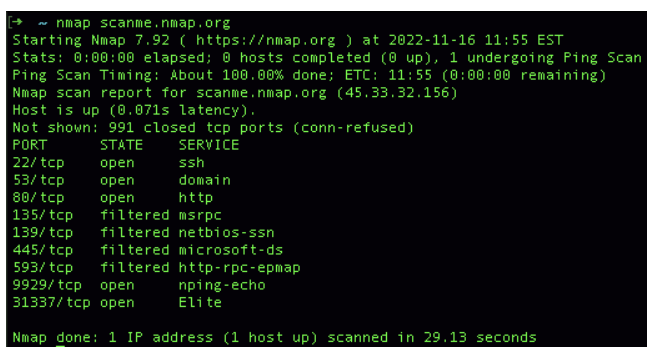 [→ ~ nmap scanme.nmap.org
Starting Nmap 7.92 ( https://nmap.org ) at 2022-11-16 11:55 EST
Stats: 0:00:00 elapsed; 0 hosts completed (0 up), 1 undergoing Ping Scan
Ping Scan Timing: About 100.00% done; ETC: 11:55 (0:00:00 remaining)
Nmap scan report for scanme.nmap.org (45.33.32.156)
Host is up (0.071s latency).
Not shown: 991 closed tcp ports (conn-refused)
PORT STATE SERVICE
22/tcp open ssh
53/tcp open domain
80/tcp open http
135/tcp filtered msrpc
139/tcp filtered netbios-ssn
445/tcp filtered microsoft-ds
593/tcp filtered http-rpc-epmap
9929/tcp open nping-echo
31337/tcp open Elite
Nmap done: 1 IP address (1 host up) scanned in 29.13 seconds